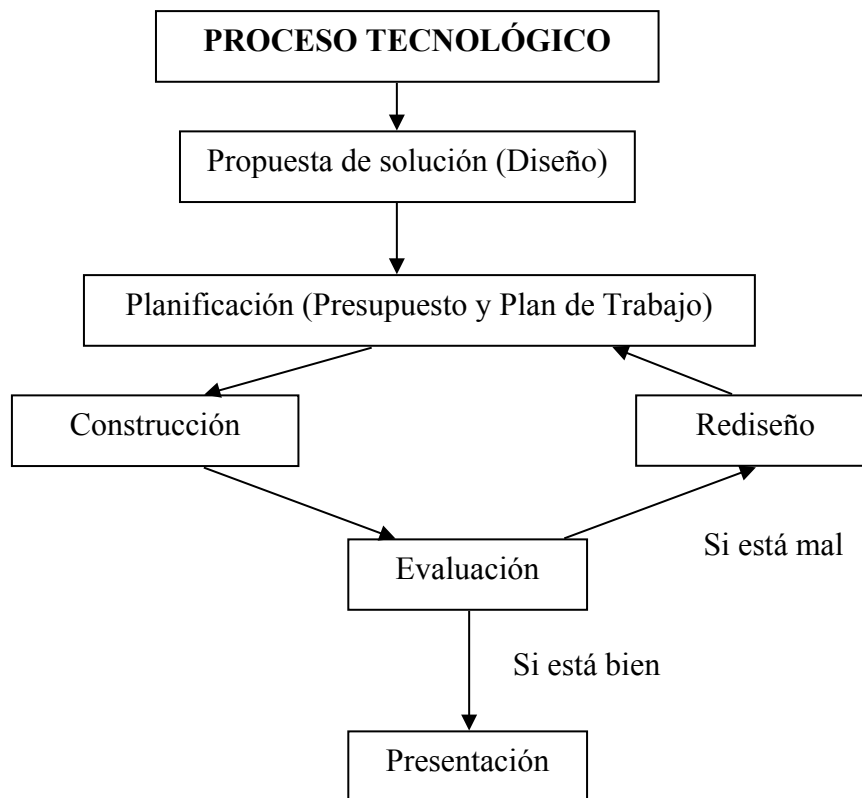 PROCESO TECNOLÓGICO
Propuesta de solución (Diseño)
Planificación (Presupuesto y Plan de Trabajo)
Construcción
Rediseño
Si está mal
Evaluación
Si está bien
Presentación